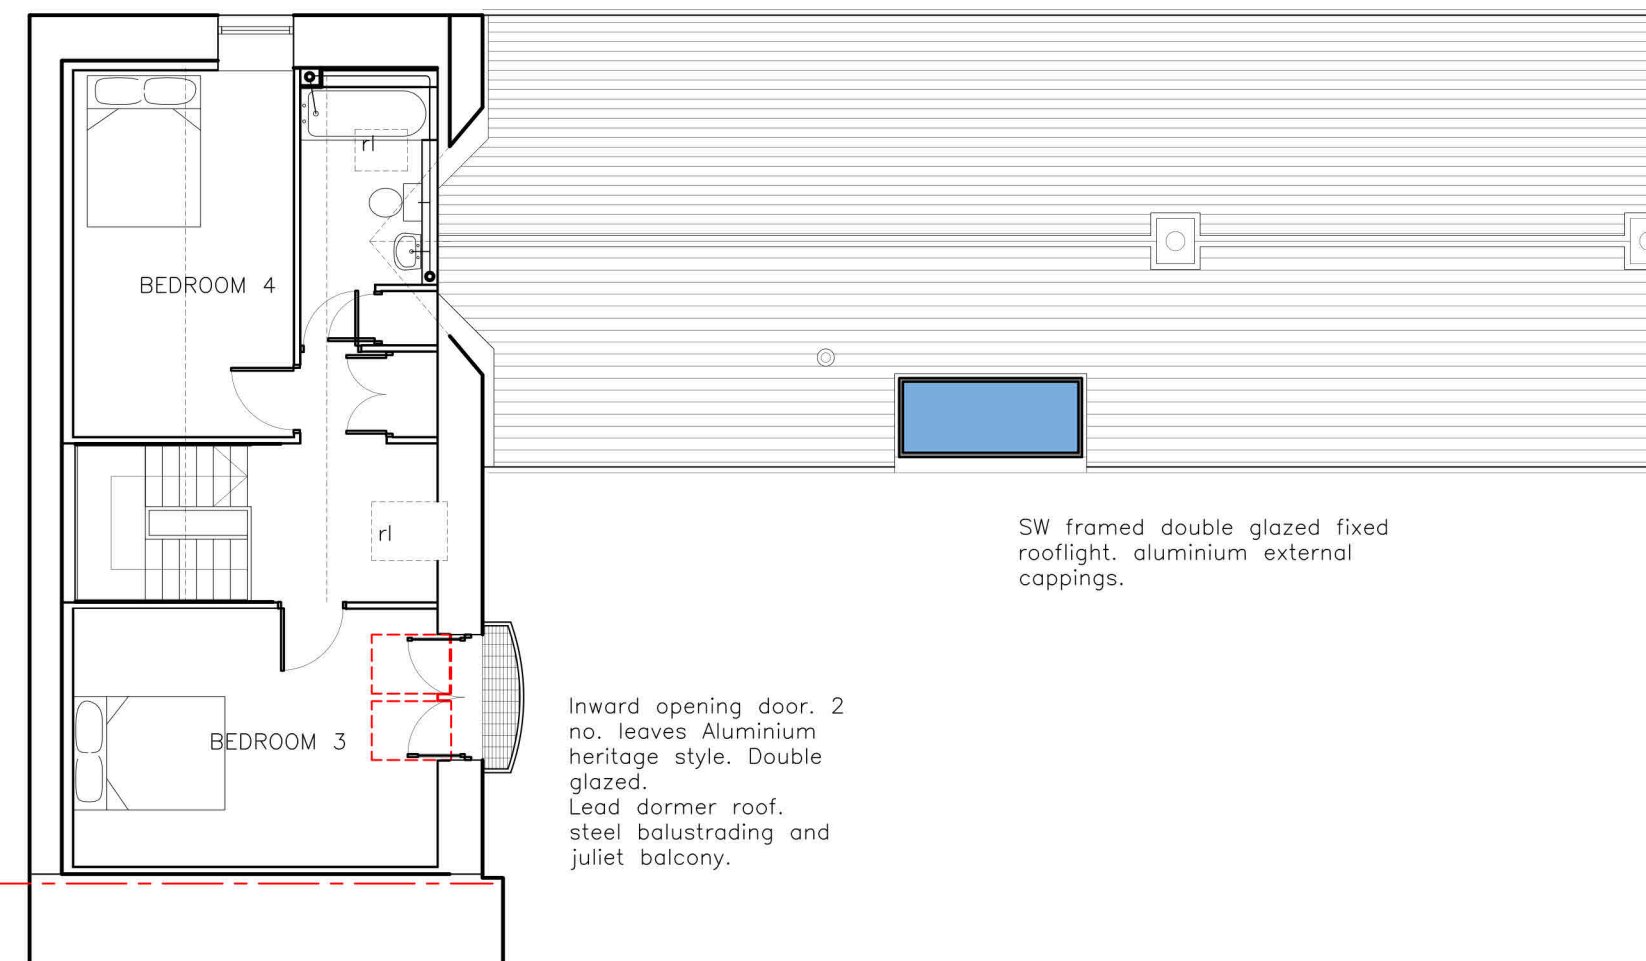 rl
BEDROOM 4
rl
SW framed double glazed fixed
rooflight. aluminium external
cappings.
Inward opening door. 2
no. leaves Aluminium
heritage style. Double
glazed.
Lead dormer roof.
steel balustrading and
juliet balcony.
BEDROOM 3